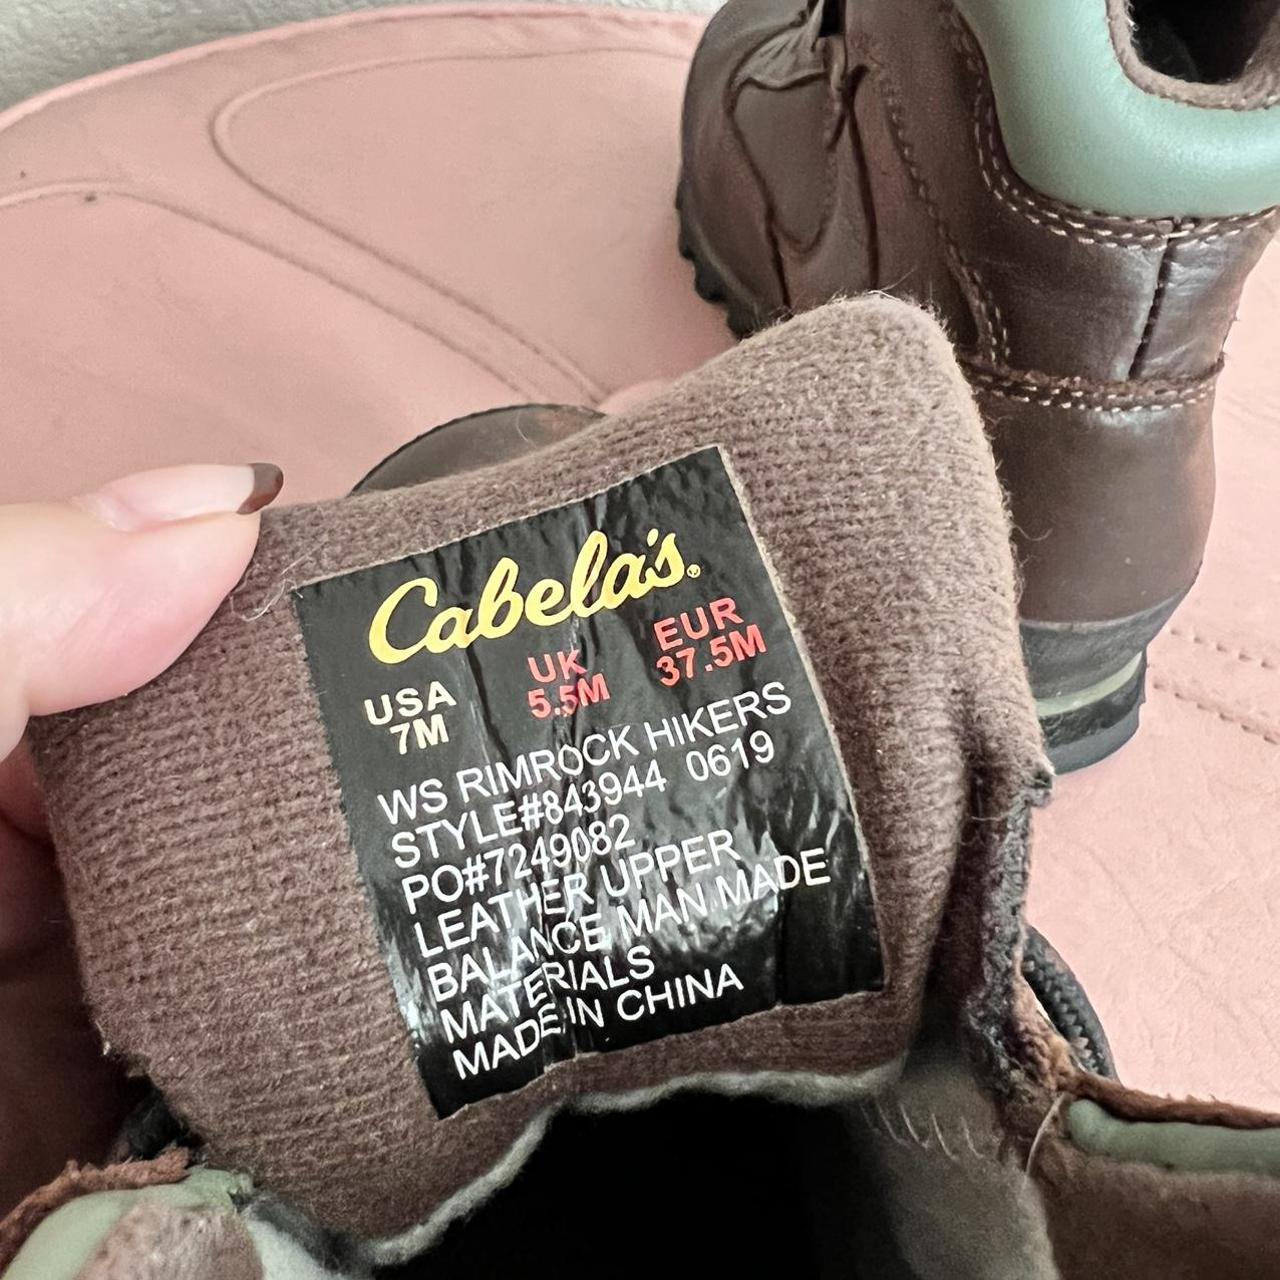 Cabela's®
USA UK EUR
7M 5.5M 37.5M
WS RIMROCK HIKERS
STYLE#843944 0619
PO#7249082
LEATHER UPPER
BALANCE MAN MADE
MATERIALS
MADE IN CHINA